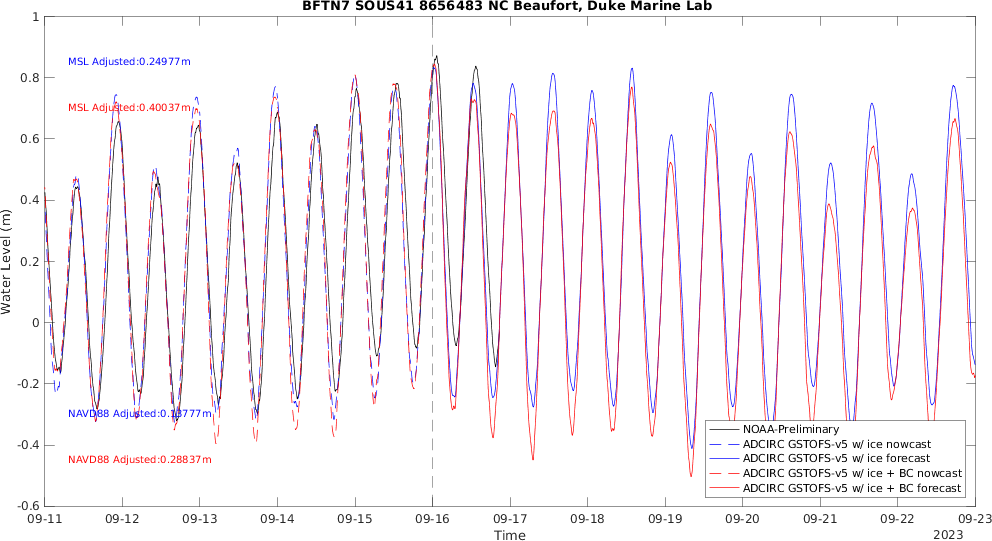 BFTN7 SOUS41 8656483 NC Beaufort, Duke Marine Lab
1
0.8
0.6
0.4
0.2
0
-0.2
-0.4
-0.6
Water Level (m)
MSL Adjusted:0.24977m
MSL Adjusted:0.40037m
NAVD88 Adjusted:0.13777m
NAVD88 Adjusted:0.28837m
NOAA-Preliminary
ADCIRC GSTOFS-v5 w/ ice nowcast
ADCIRC GSTOFS-v5 w/ ice forecast
ADCIRC GSTOFS-v5 w/ ice + BC nowcast
ADCIRC GSTOFS-v5 w/ ice + BC forecast
09-11 09-12 09-13 09-14 09-15 09-16 09-17 09-18 09-19 09-20 09-21 09-22 09-23
Time
2023